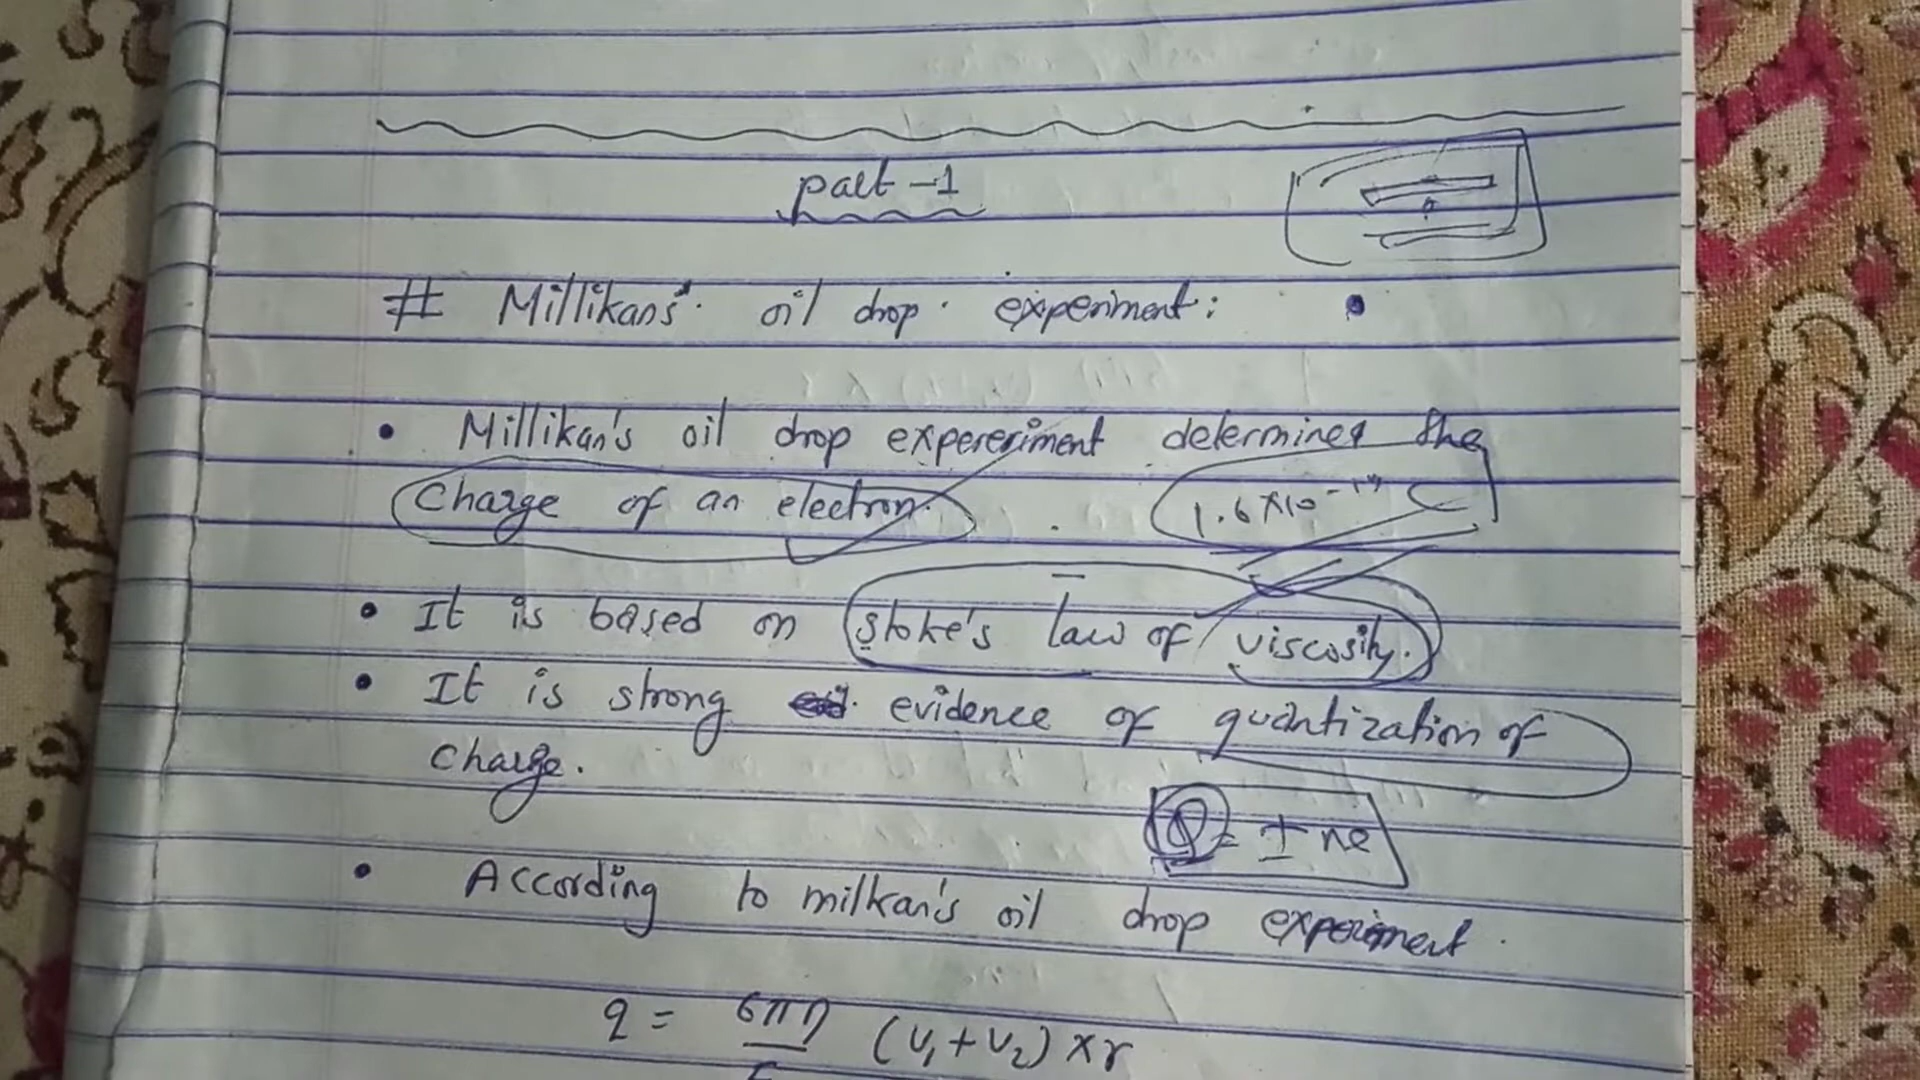 part -1
# Millikans' oil drop experiment:
• Millikan's oil drop expereriment determines the
charge of an electron. 1.6×10⁻¹⁹ C
• It is based on stoke's law of viscosity.
• It is strong evidence of quantization of
charge.
Q = ± ne
• According to milkan's oil drop experiment
q = 6πη (v₁+v₂) × r